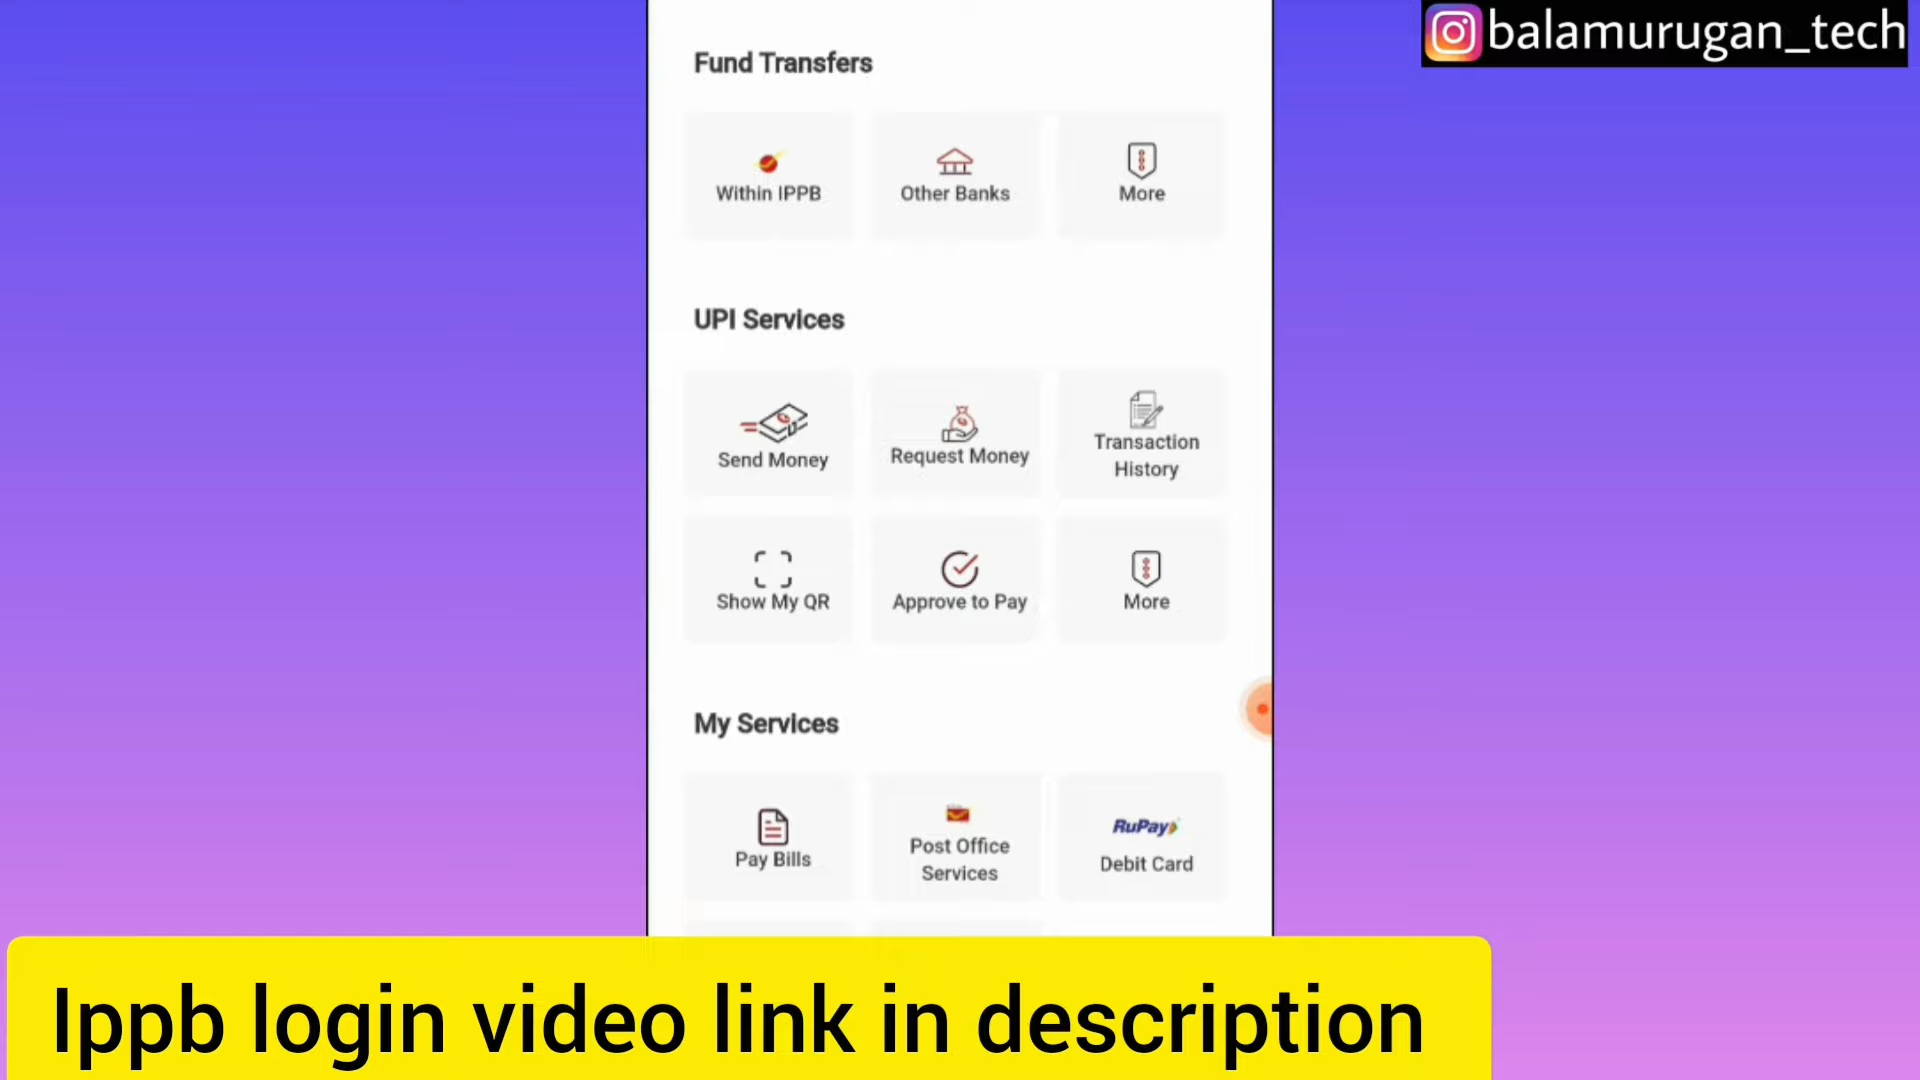 balamurugan_tech
Fund Transfers
Within IPPB
Other Banks
More
UPI Services
Send Money
Request Money
Transaction
History
Show My QR
Approve to Pay
More
My Services
Pay Bills
Post Office
Services
RuPay
Debit Card
Ippb login video link in description